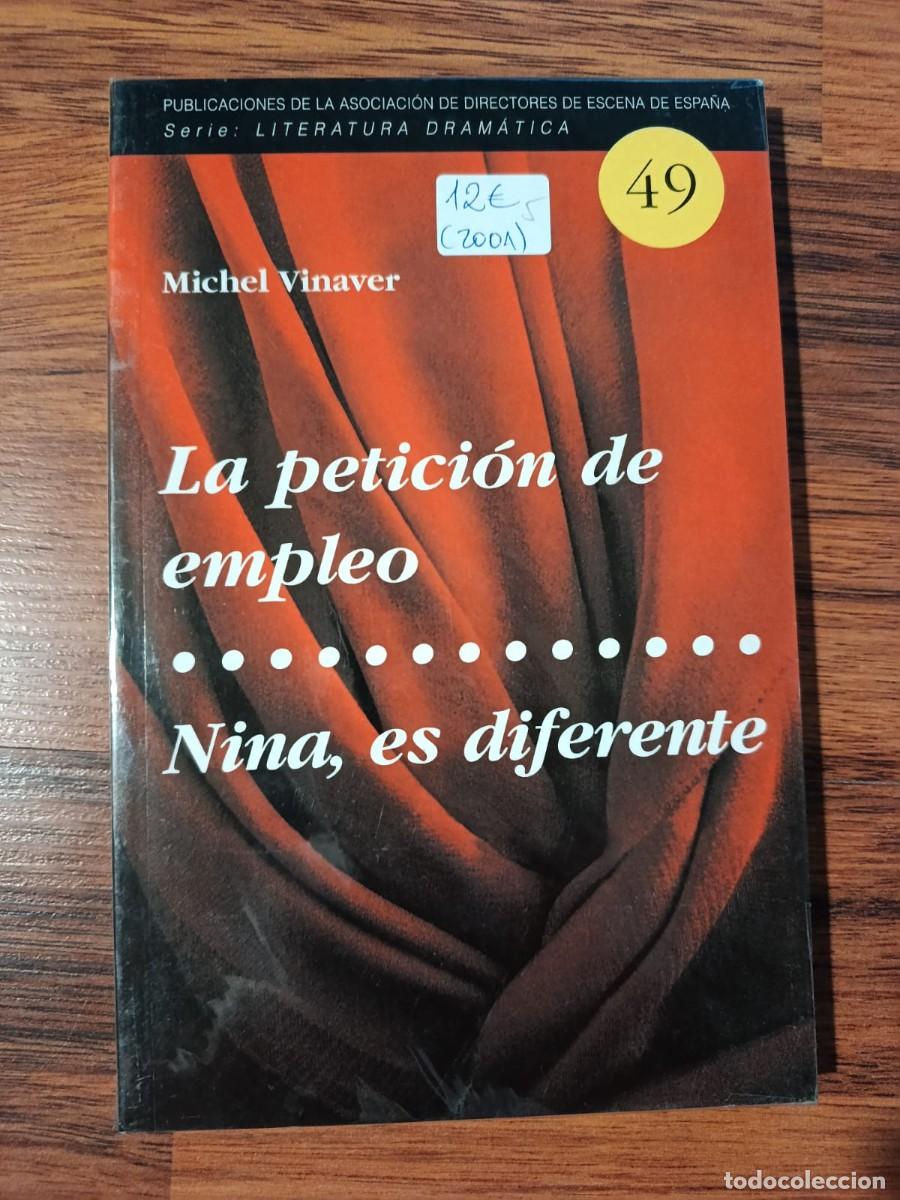 PUBLICACIONES DE LA ASOCIACIÓN DE DIRECTORES DE ESCENA DE ESPAÑA
Serie: LITERATURA DRAMÁTICA
49
12€
(2001)
Michel Vinaver
La petición de
empleo
Nina, es diferente
todocoleccion